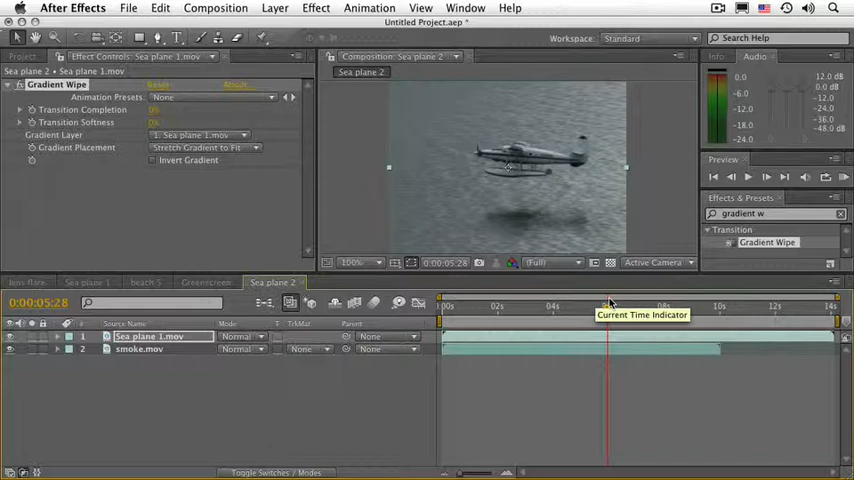 After Effects File Edit Composition Layer Effect Animation View Window Help
Untitled Project.aep *
Workspace: Standard Search Help
Project Effect Controls: Sea plane 1.mov Composition: Sea plane 2 Info Audio
Sea plane 2 • Sea plane 1.mov Sea plane 2
fx Gradient Wipe Reset About...
Animation Presets: None
Transition Completion 0%
Transition Softness 0%
Gradient Layer 1. Sea plane 1.mov
Gradient Placement Stretch Gradient to Fit
Invert Gradient
0.0 12.0 dB
-6.0 0.0 dB
-12.0
-18.0
-24.0 -48.0 dB
Preview
Effects & Presets
gradient w
Transition
Gradient Wipe
100% 0:00:05:28 (Full) Active Camera
lens flare Sea plane 1 beach 5 Greenscreen Sea plane 2
0:00:05:28
:00s 02s 04s 08s 10s 14s
Current Time Indicator
# Source Name Mode T TrkMat Parent
1 Sea plane 1.mov Normal None
2 smoke.mov Normal None None
Toggle Switches / Modes